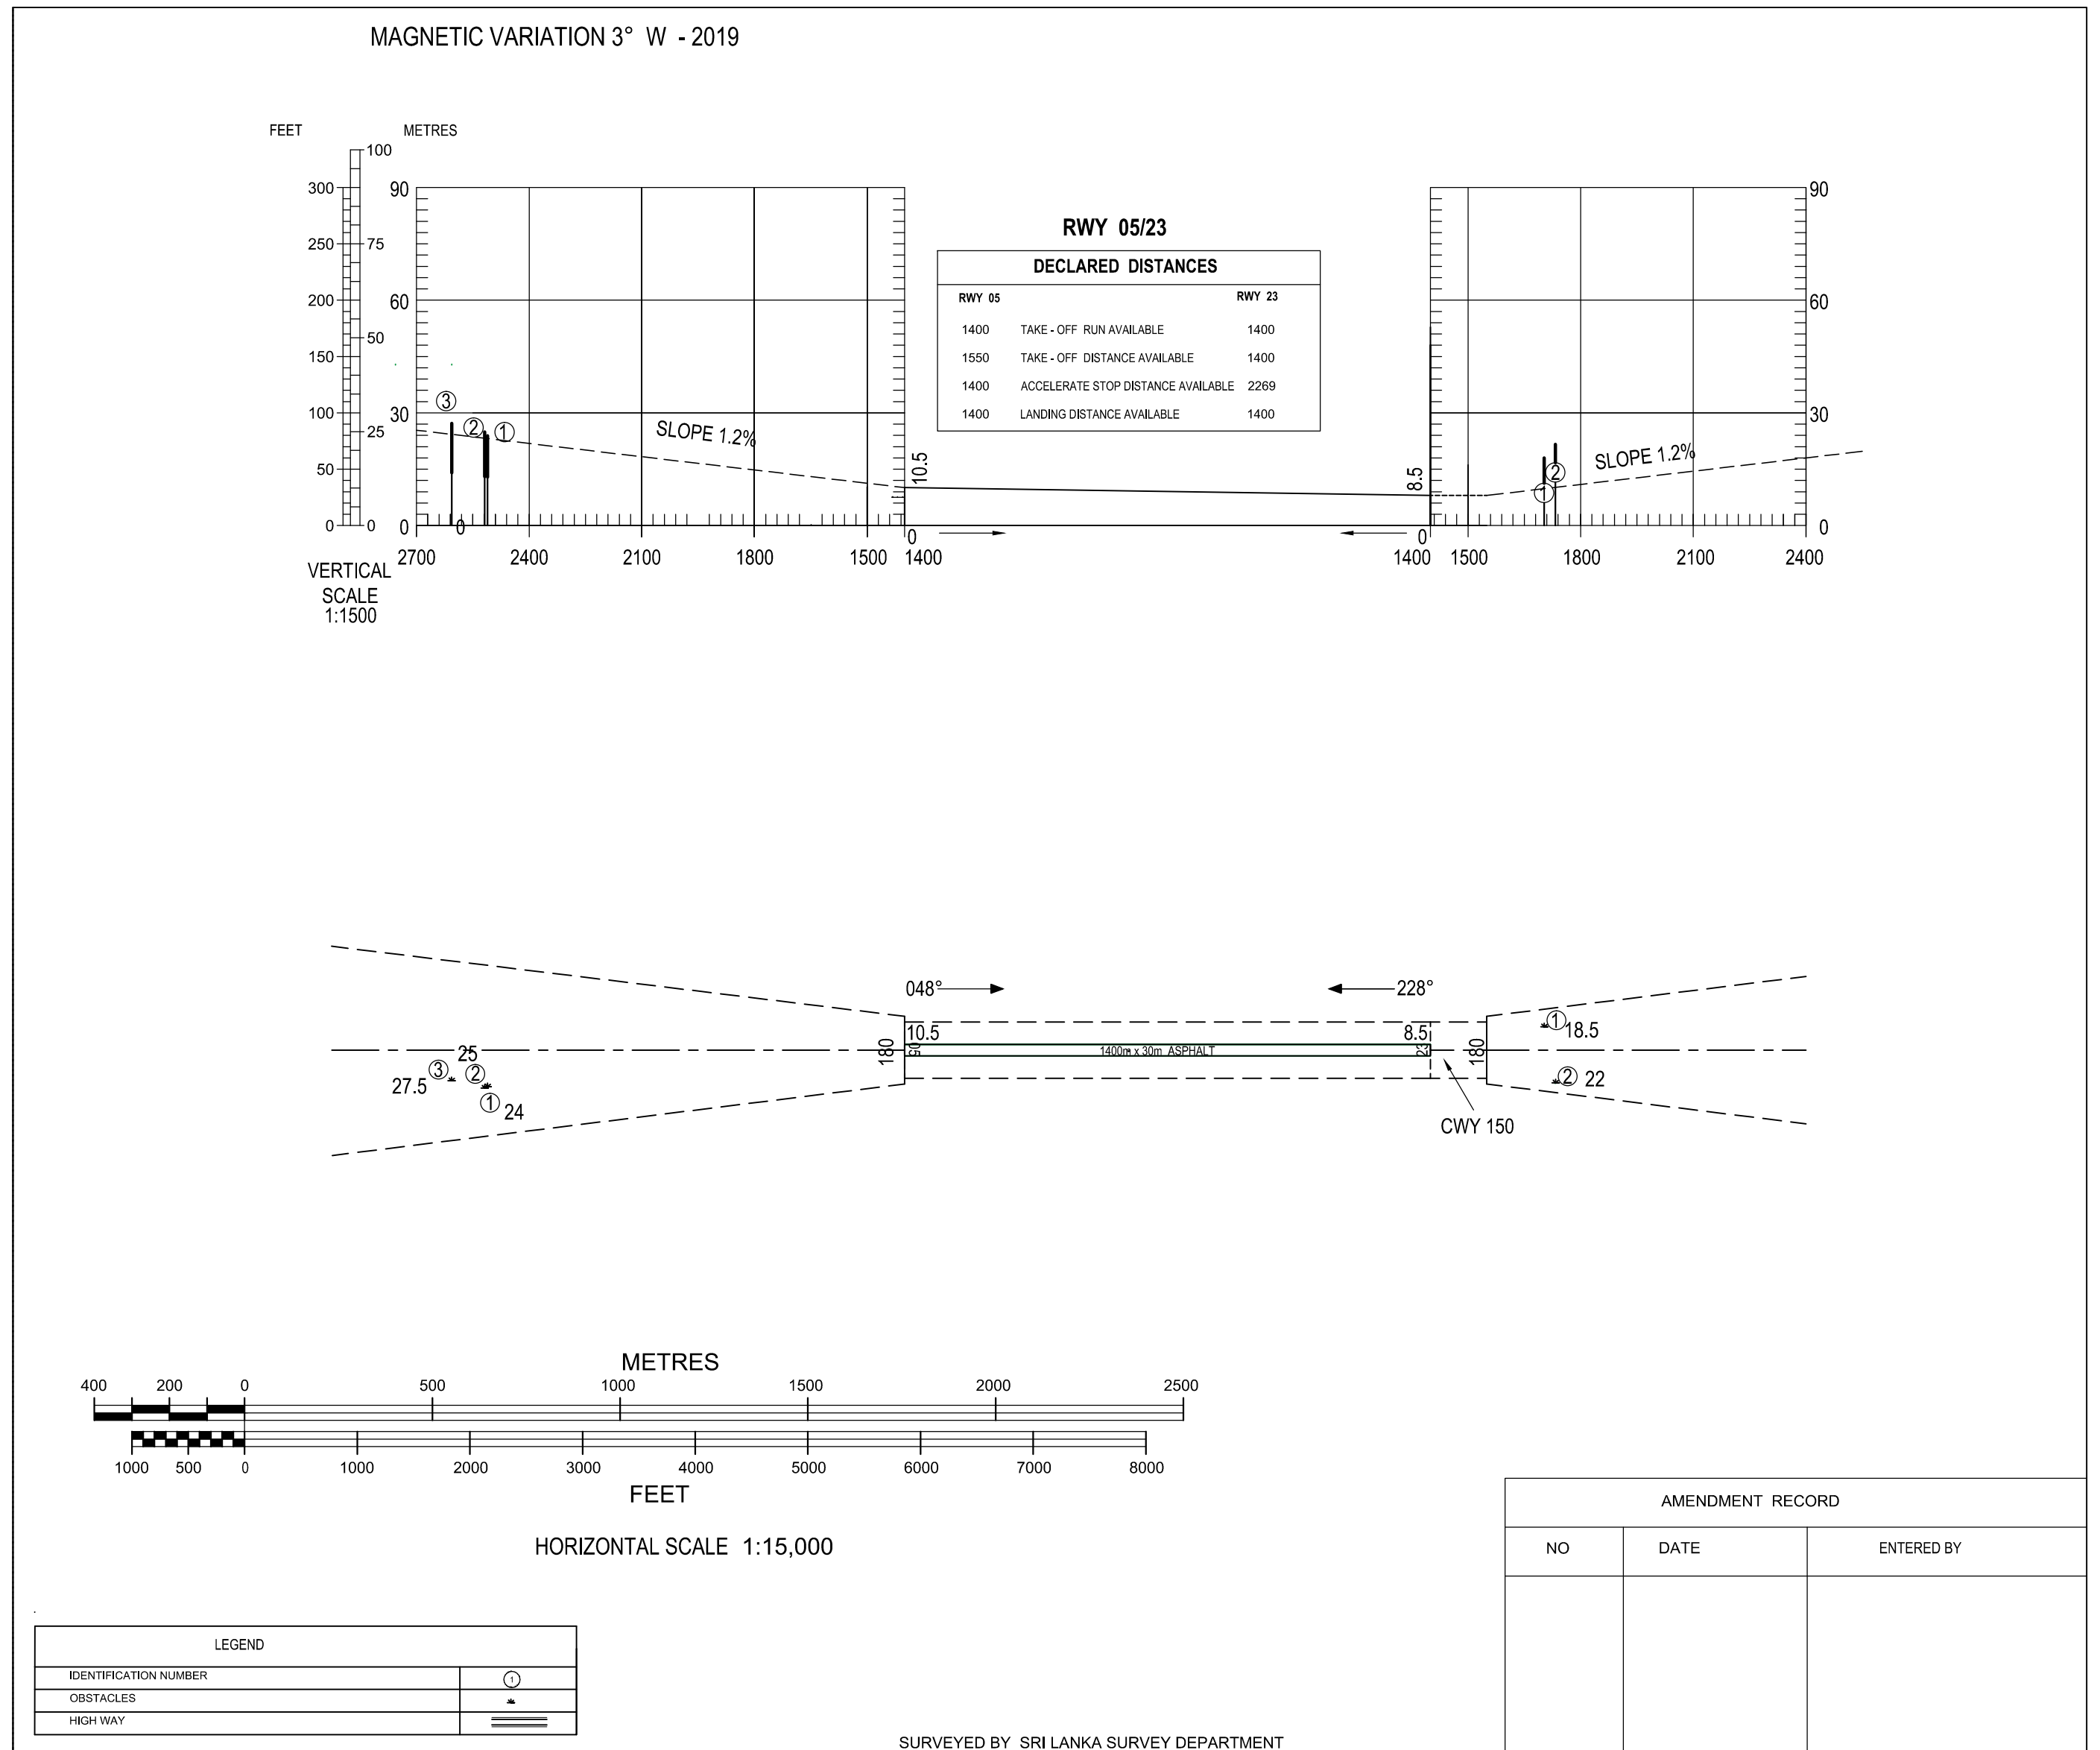 MAGNETIC VARIATION 3° W - 2019
FEET METRES
100
300 90 90
250 75
200 60 60
50
150
100 30 30
25
50
0 0 0 0 0
RWY 05/23
DECLARED DISTANCES
RWY 05 RWY 23
1400 TAKE - OFF RUN AVAILABLE 1400
1550 TAKE - OFF DISTANCE AVAILABLE 1400
1400 ACCELERATE STOP DISTANCE AVAILABLE 2269
1400 LANDING DISTANCE AVAILABLE 1400
3
2 1
SLOPE 1.2%
10.5
8.5
SLOPE 1.2%
2
1
0 0
2700 2400 2100 1800 1500 1400 1400 1500 1800 2100 2400
VERTICAL
SCALE
1:1500
048° 228°
10.5 8.5
180 05 1400m x 30m ASPHALT 23 180
1 18.5
2 22
CWY 150
25
3 2
27.5
1 24
METRES
400 200 0 500 1000 1500 2000 2500
1000 500 0 1000 2000 3000 4000 5000 6000 7000 8000
FEET
HORIZONTAL SCALE 1:15,000
AMENDMENT RECORD
NO DATE ENTERED BY
LEGEND
IDENTIFICATION NUMBER 1
OBSTACLES
HIGH WAY
SURVEYED BY SRI LANKA SURVEY DEPARTMENT